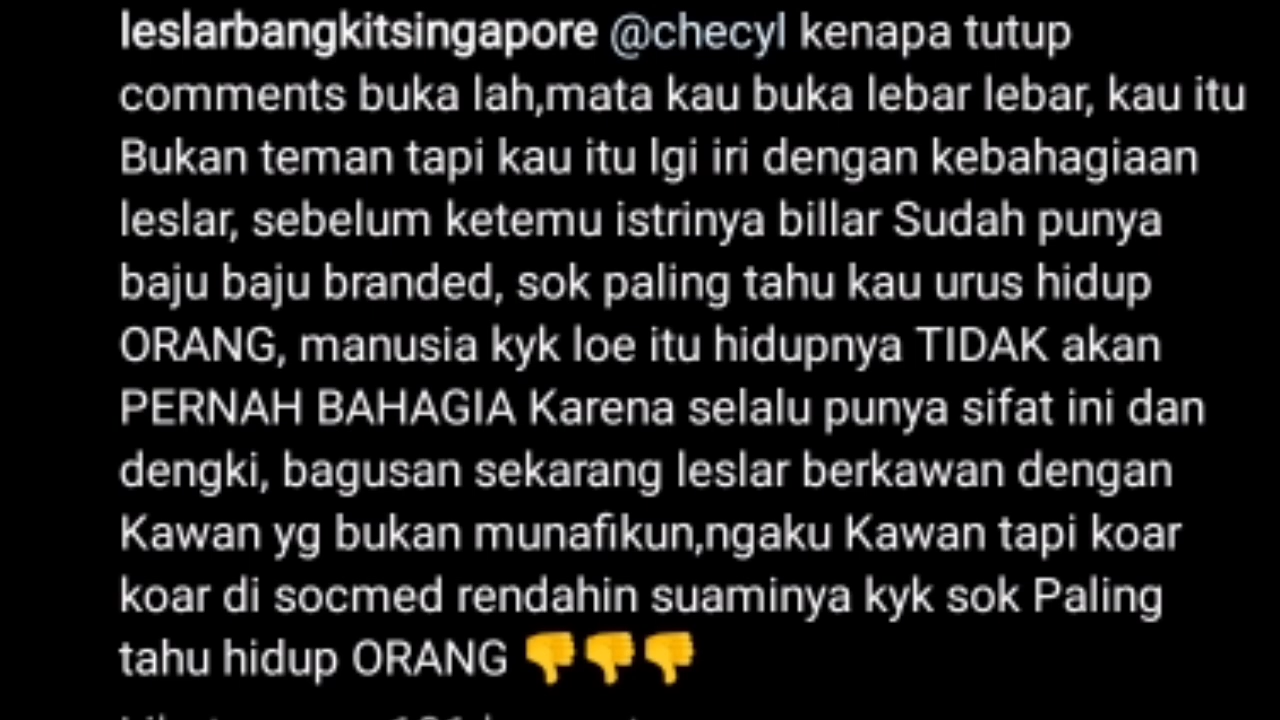 leslarbangkitsingapore @checyl kenapa tutup
comments buka lah,mata kau buka lebar lebar, kau itu
Bukan teman tapi kau itu lgi iri dengan kebahagiaan
leslar, sebelum ketemu istrinya billar Sudah punya
baju baju branded, sok paling tahu kau urus hidup
ORANG, manusia kyk loe itu hidupnya TIDAK akan
PERNAH BAHAGIA Karena selalu punya sifat ini dan
dengki, bagusan sekarang leslar berkawan dengan
Kawan yg bukan munafikun,ngaku Kawan tapi koar
koar di socmed rendahin suaminya kyk sok Paling
tahu hidup ORANG 👎👎👎